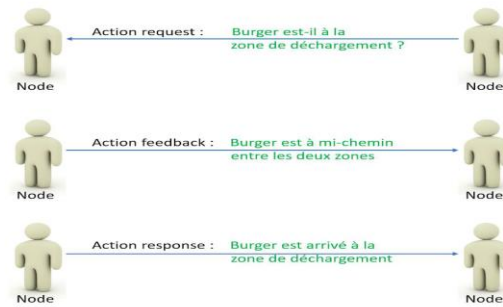 Action request : Burger est-il à la
zone de déchargement ?
Node Node
Action feedback : Burger est à mi-chemin
entre les deux zones
Node Node
Action response : Burger est arrivé à la
zone de déchargement
Node Node